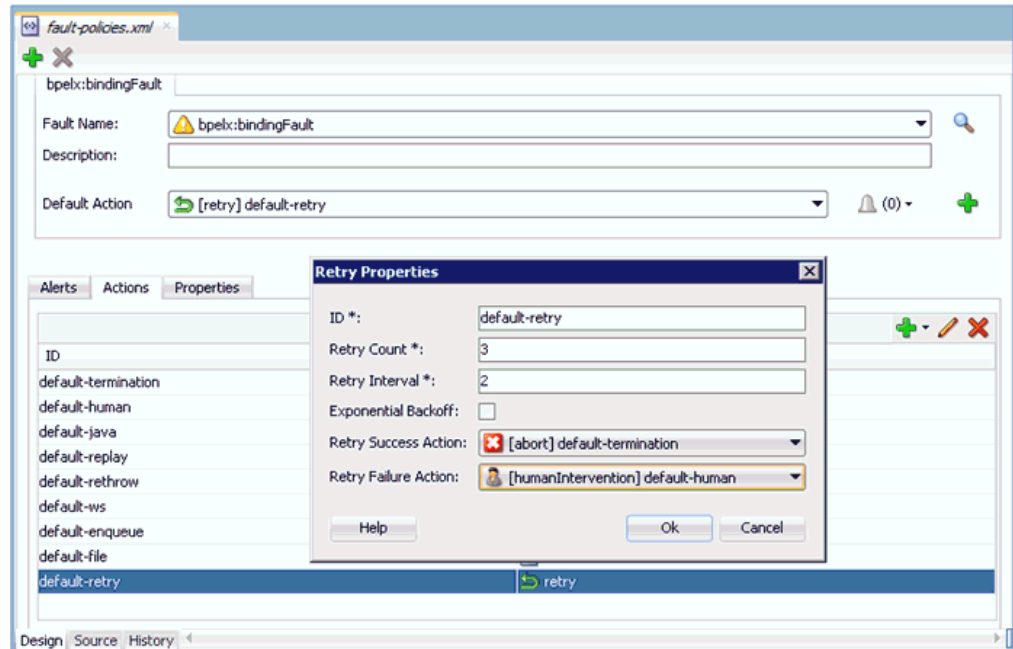 fault-policies.xml
bpelx:bindingFault
Fault Name:
bpelx:bindingFault
Description:
Default Action
[retry] default-retry
(0)
Alerts
Actions
Properties
ID
default-termination
default-human
default-java
default-replay
default-rethrow
default-ws
default-enqueue
default-file
default-retry
retry
Retry Properties
ID *:
default-retry
Retry Count *:
3
Retry Interval *:
2
Exponential Backoff:
Retry Success Action:
[abort] default-termination
Retry Failure Action:
[humanIntervention] default-human
Help
Ok
Cancel
Design
Source
History